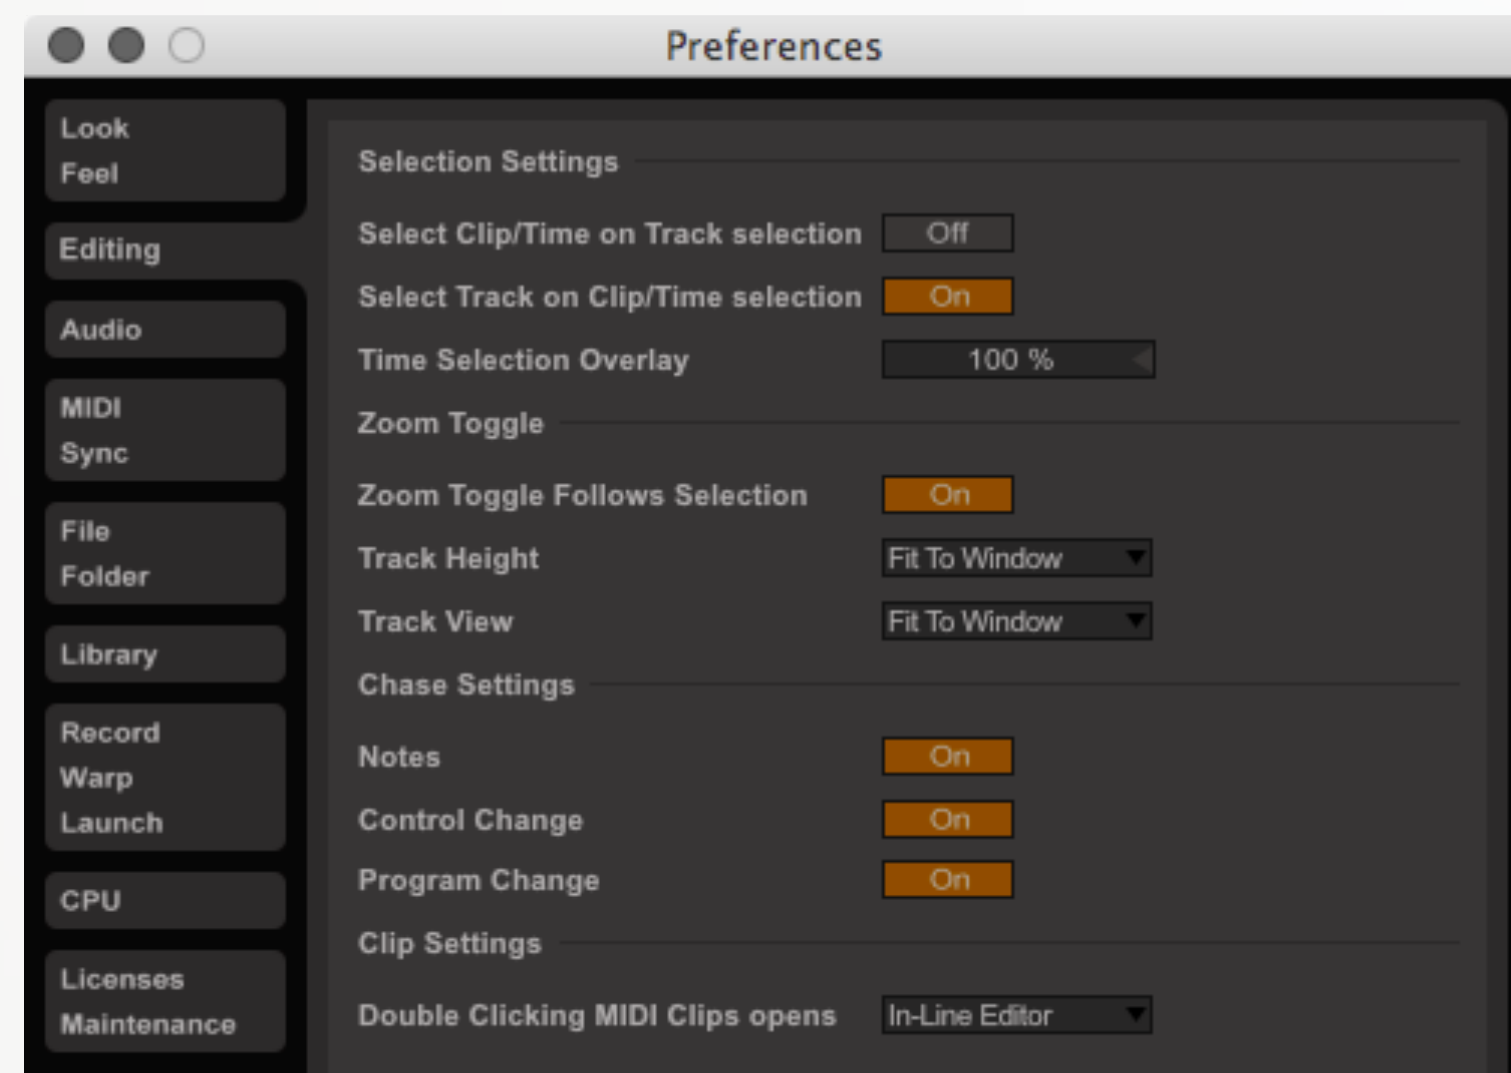 Preferences
Look
Feel
Editing
Audio
MIDI
Sync
File
Folder
Library
Record
Warp
Launch
CPU
Licenses
Maintenance
Selection Settings
Select Clip/Time on Track selection Off
Select Track on Clip/Time selection On
Time Selection Overlay 100 %
Zoom Toggle
Zoom Toggle Follows Selection On
Track Height Fit To Window
Track View Fit To Window
Chase Settings
Notes On
Control Change On
Program Change On
Clip Settings
Double Clicking MIDI Clips opens In-Line Editor